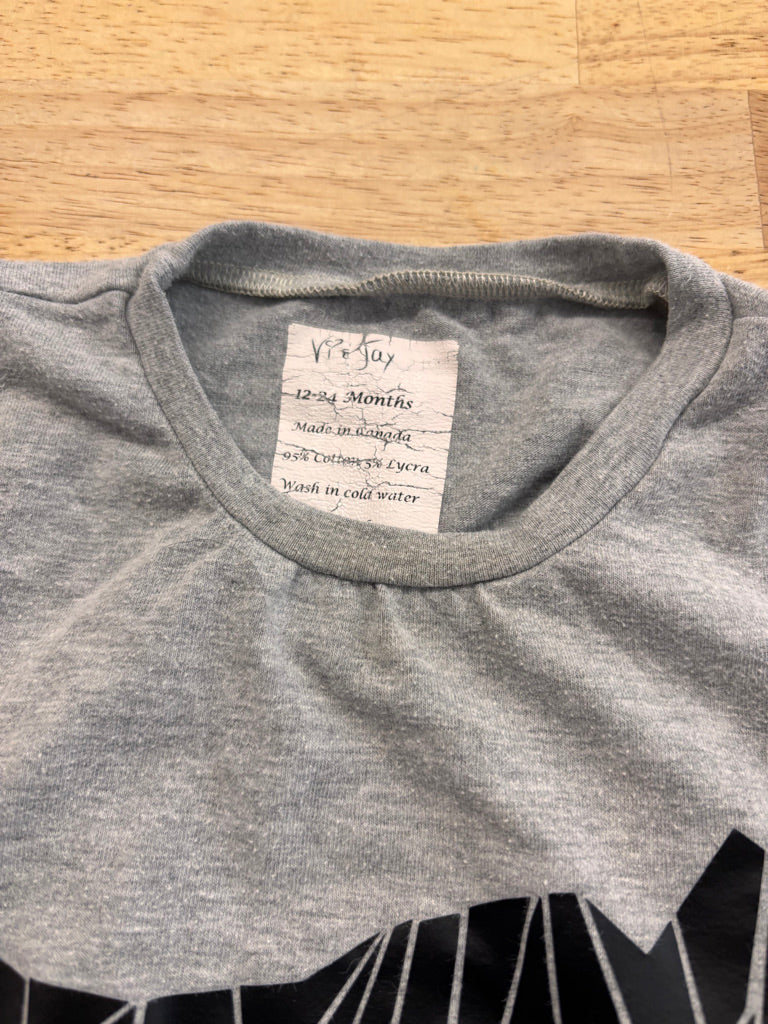 Vi & Jay
12-24 Months
Made in Canada
95% Cotton 5% Lycra
Wash in cold water